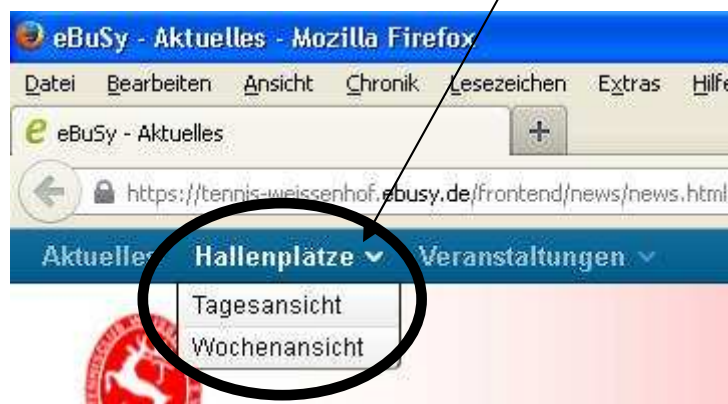 eBuSy - Aktuelles - Mozilla Firefox
Datei Bearbeiten Ansicht Chronik Lesezeichen Extras Hilfe
e eBuSy - Aktuelles +
https://tennis-weissenhof.ebusy.de/frontend/news/news.html
Aktuelles Hallenplätze Veranstaltungen
Tagesansicht
Wochenansicht